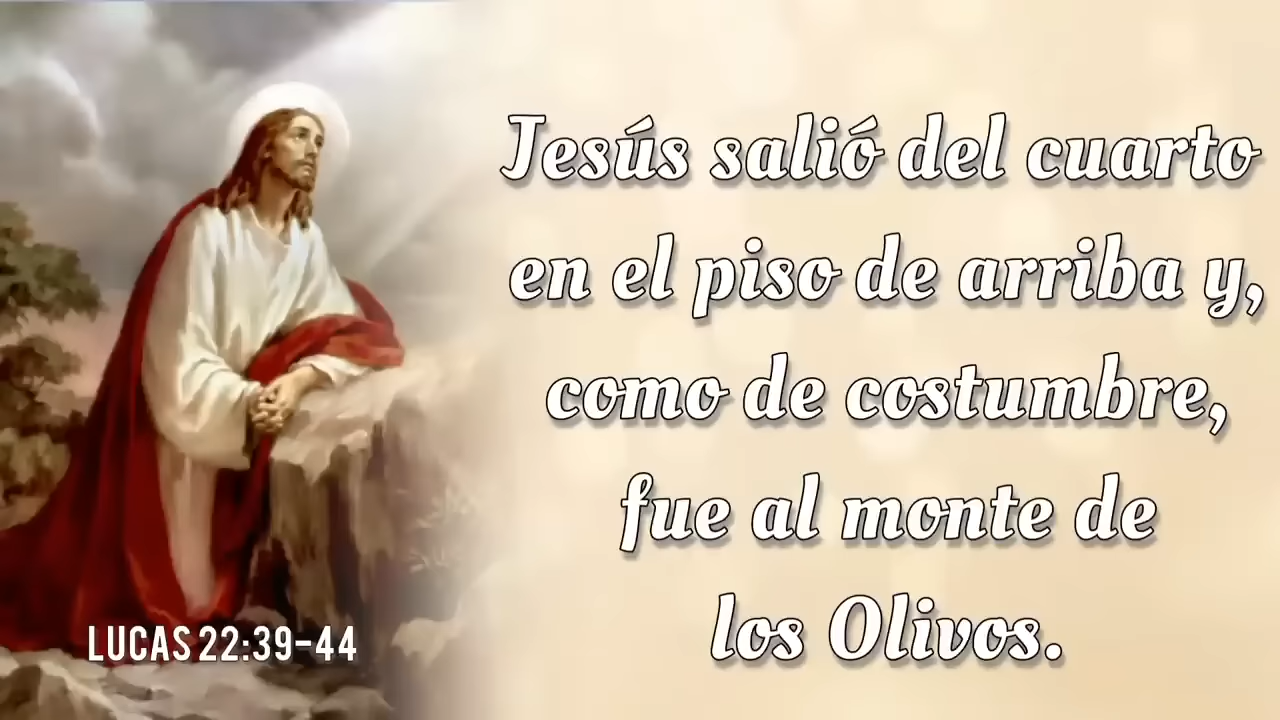 Jesús salió del cuarto
en el piso de arriba y,
como de costumbre,
fue al monte de
los Olivos.
LUCAS 22:39-44